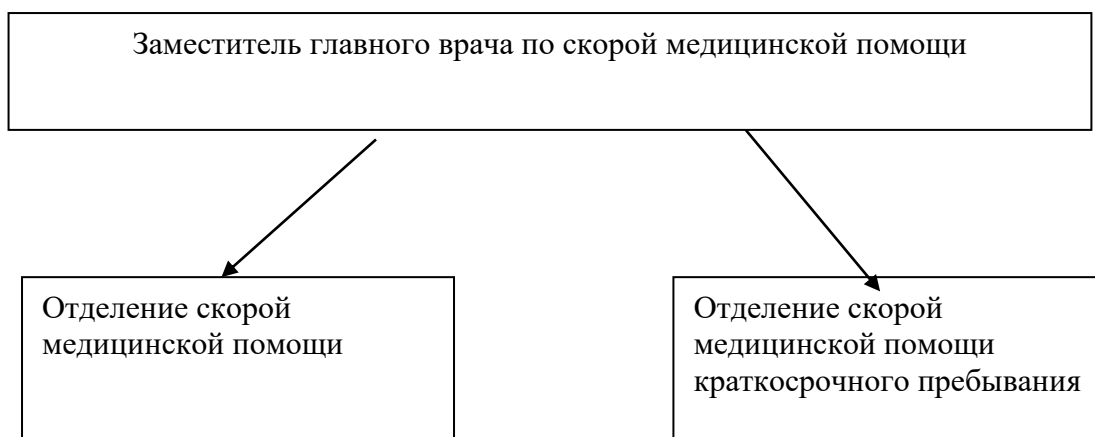 Заместитель главного врача по скорой медицинской помощи
Отделение скорой
медицинской помощи
Отделение скорой
медицинской помощи
краткосрочного пребывания